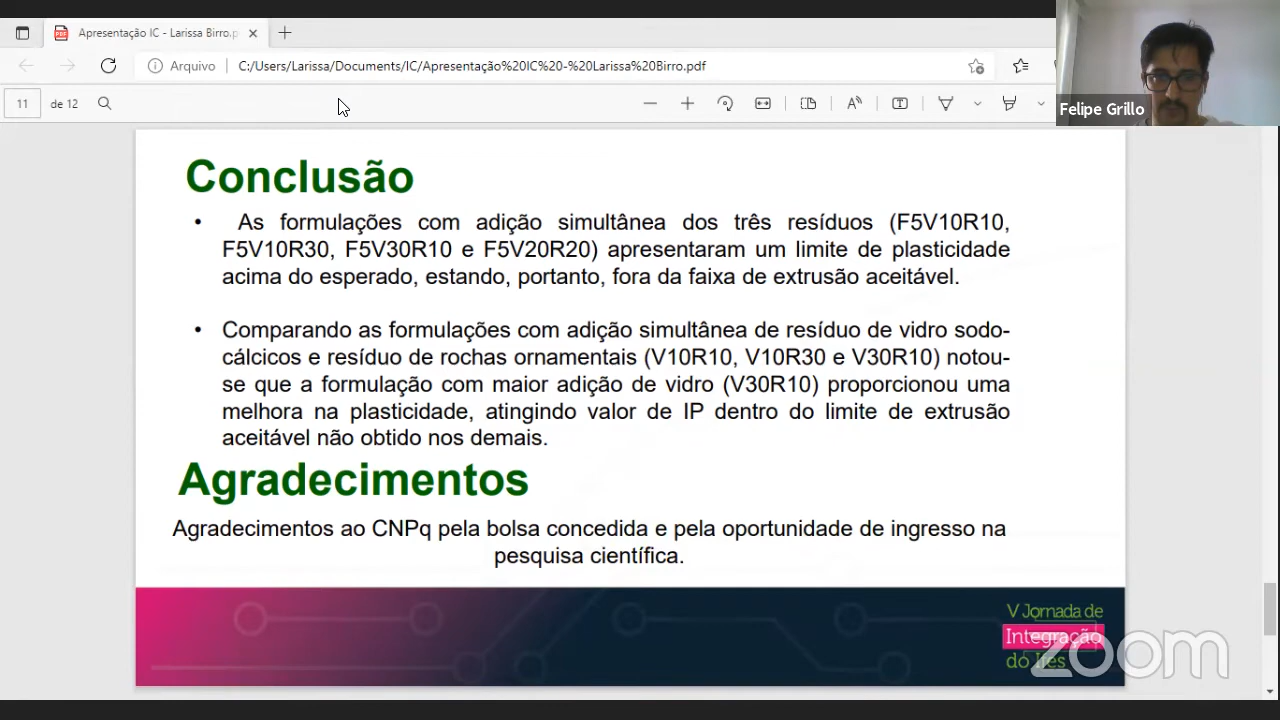 Apresentação IC - Larissa Birro.p
Arquivo
C:/Users/Larissa/Documents/IC/Apresentação%20IC%20-%20Larissa%20Birro.pdf
11 de 12
Felipe Grillo
Conclusão
• As formulações com adição simultânea dos três resíduos (F5V10R10,
F5V10R30, F5V30R10 e F5V20R20) apresentaram um limite de plasticidade
acima do esperado, estando, portanto, fora da faixa de extrusão aceitável.
• Comparando as formulações com adição simultânea de resíduo de vidro sodo-
cálcicos e resíduo de rochas ornamentais (V10R10, V10R30 e V30R10) notou-
se que a formulação com maior adição de vidro (V30R10) proporcionou uma
melhora na plasticidade, atingindo valor de IP dentro do limite de extrusão
aceitável não obtido nos demais.
Agradecimentos
Agradecimentos ao CNPq pela bolsa concedida e pela oportunidade de ingresso na
pesquisa científica.
V Jornada de
Integração
do Ifes
zoom